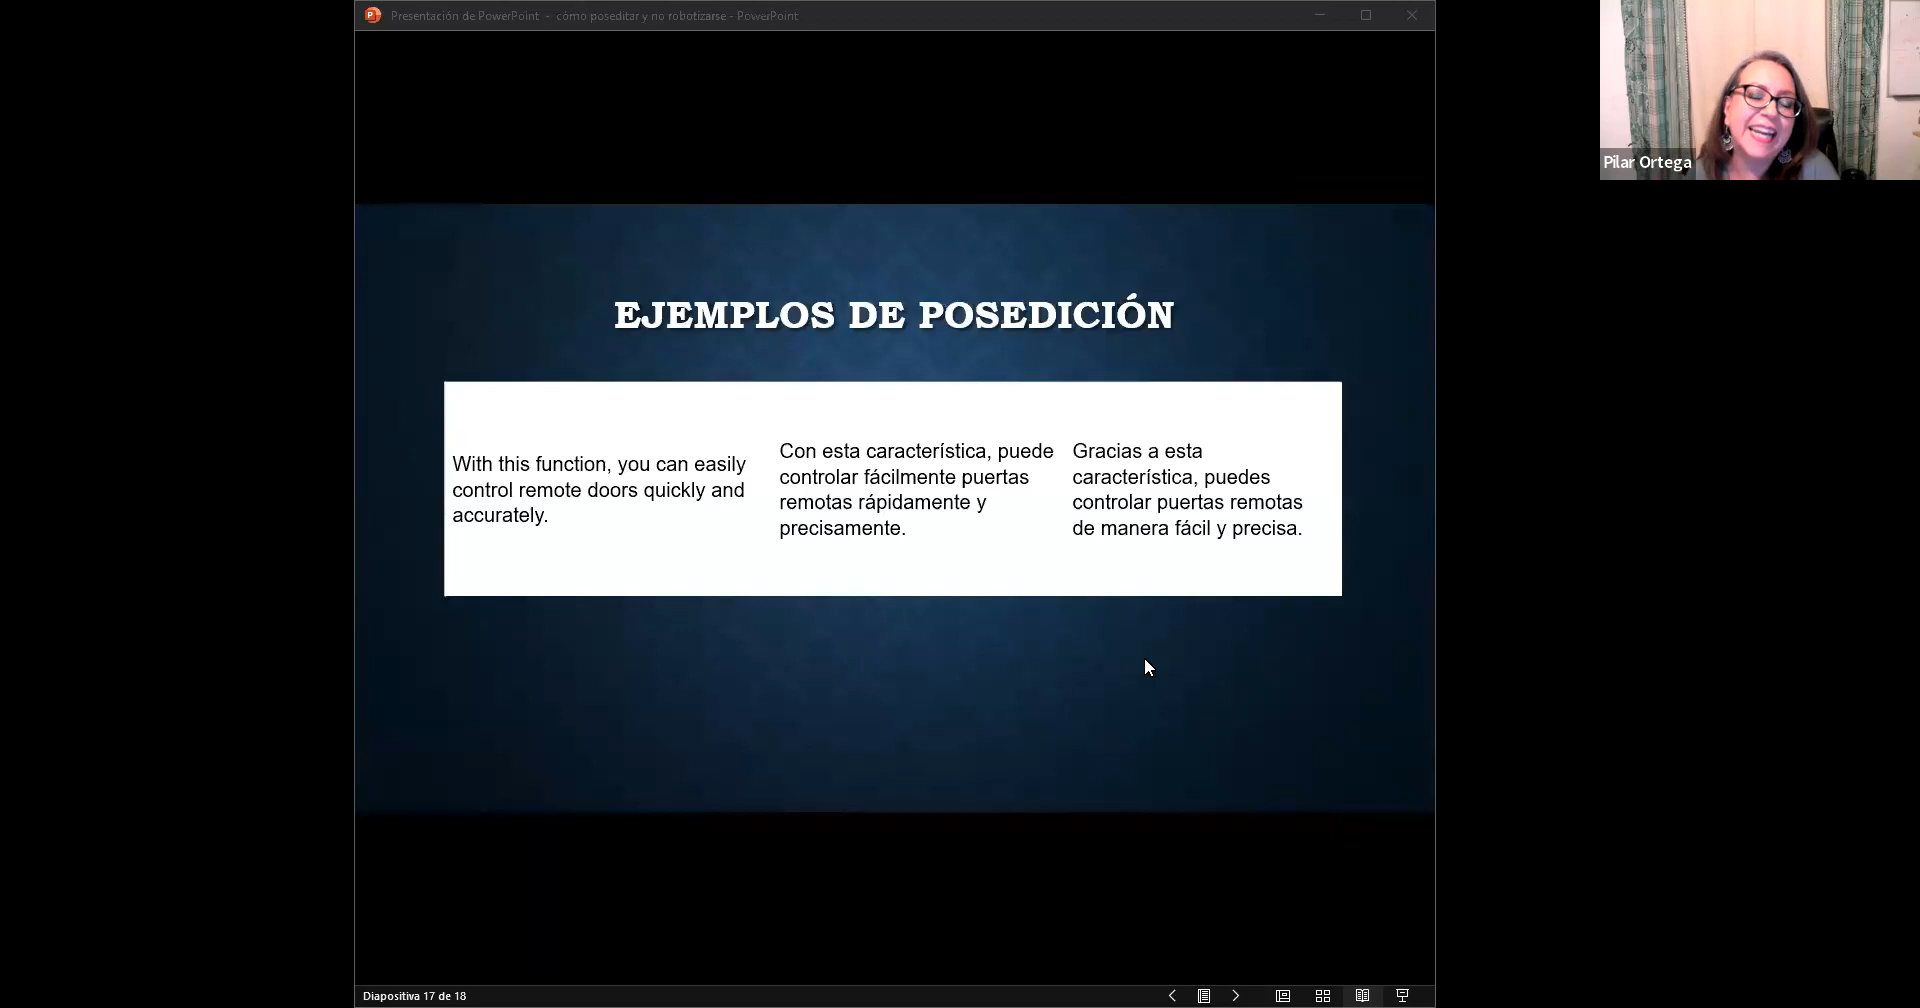 Presentación de PowerPoint - cómo poseditar y no robotizarse - PowerPoint
Pilar Ortega
EJEMPLOS DE POSEDICIÓN
With this function, you can easily
control remote doors quickly and
accurately.
Con esta característica, puede
controlar fácilmente puertas
remotas rápidamente y
precisamente.
Gracias a esta
característica, puedes
controlar puertas remotas
de manera fácil y precisa.
Diapositiva 17 de 18